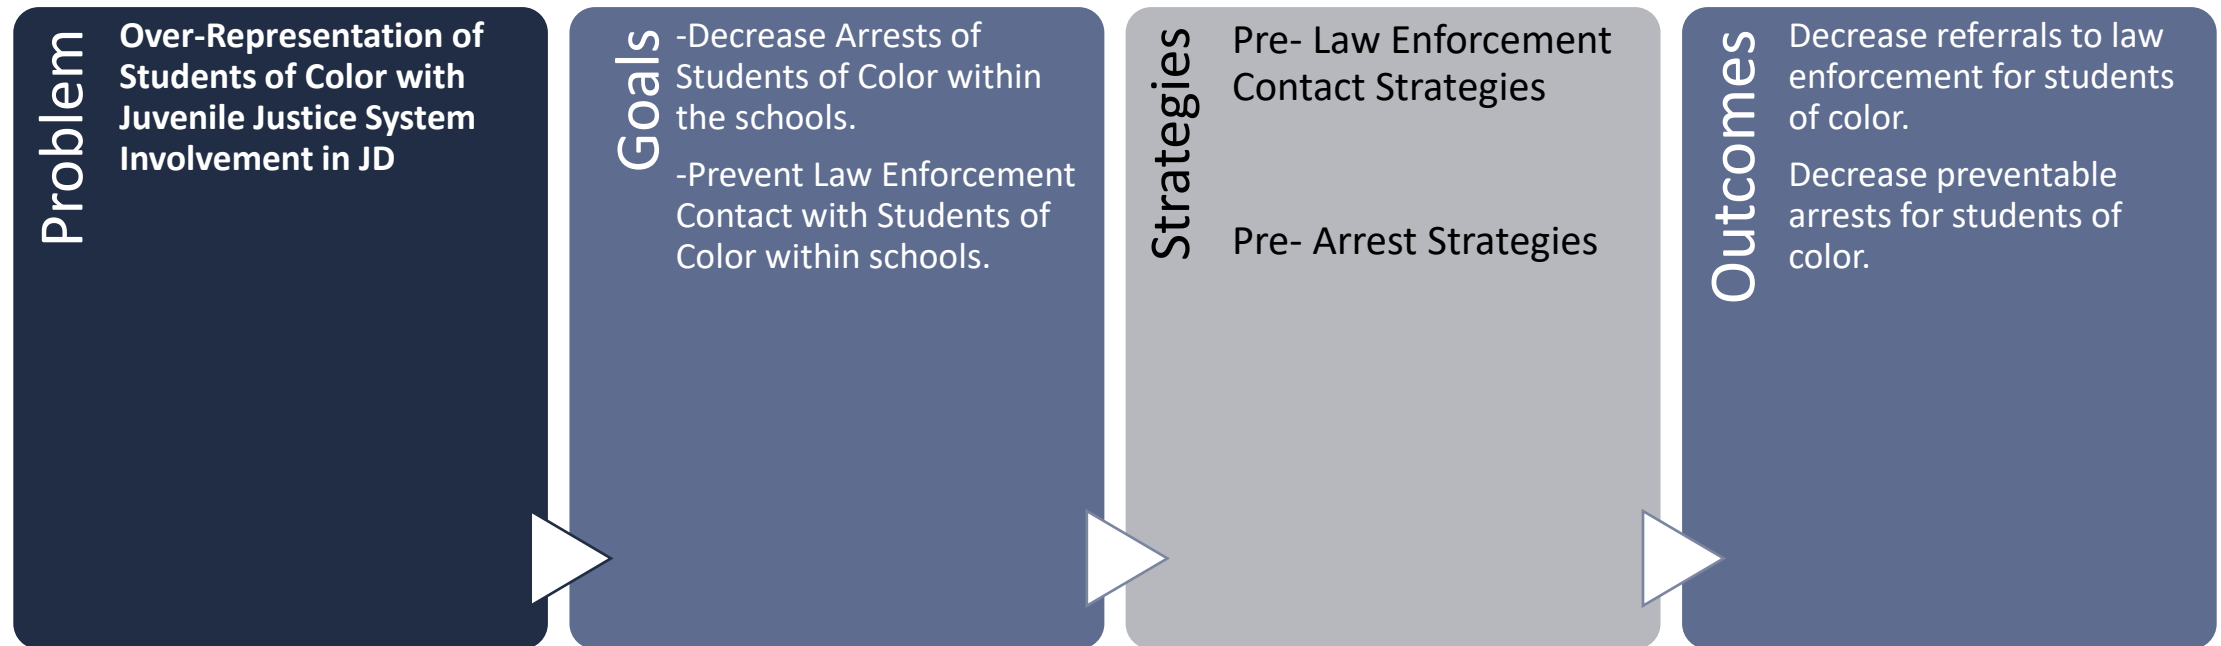 Problem
Over-Representation of
Students of Color with
Juvenile Justice System
Involvement in JD
Goals
-Decrease Arrests of
Students of Color within
the schools.
-Prevent Law Enforcement
Contact with Students of
Color within schools.
Strategies
Pre- Law Enforcement
Contact Strategies
Pre- Arrest Strategies
Outcomes
Decrease referrals to law
enforcement for students
of color.
Decrease preventable
arrests for students of
color.